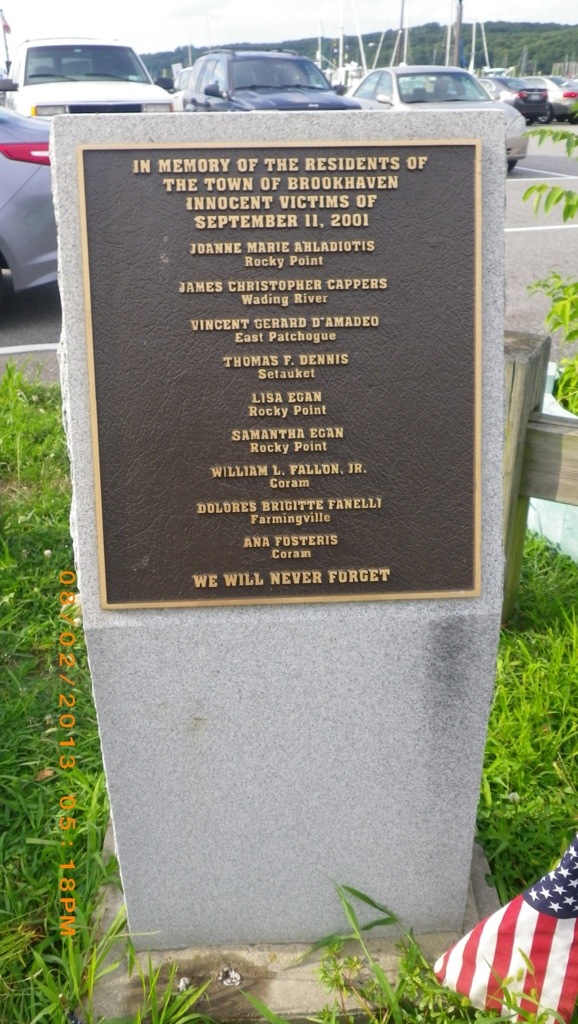 IN MEMORY OF THE RESIDENTS OF
THE TOWN OF BROOKHAVEN
INNOCENT VICTIMS OF
SEPTEMBER 11, 2001
JOANNE MARIE AHLADIOTIS
Rocky Point
JAMES CHRISTOPHER CAPPERS
Wading River
VINCENT GERARD D'AMADEO
East Patchogue
THOMAS F. DENNIS
Setauket
LISA EGAN
Rocky Point
SAMANTHA EGAN
Rocky Point
WILLIAM L. FALLON, JR.
Coram
DOLORES BRIGITTE FANELLI
Farmingville
ANA FOSTERIS
Coram
WE WILL NEVER FORGET
08/02/2013 05:18PM